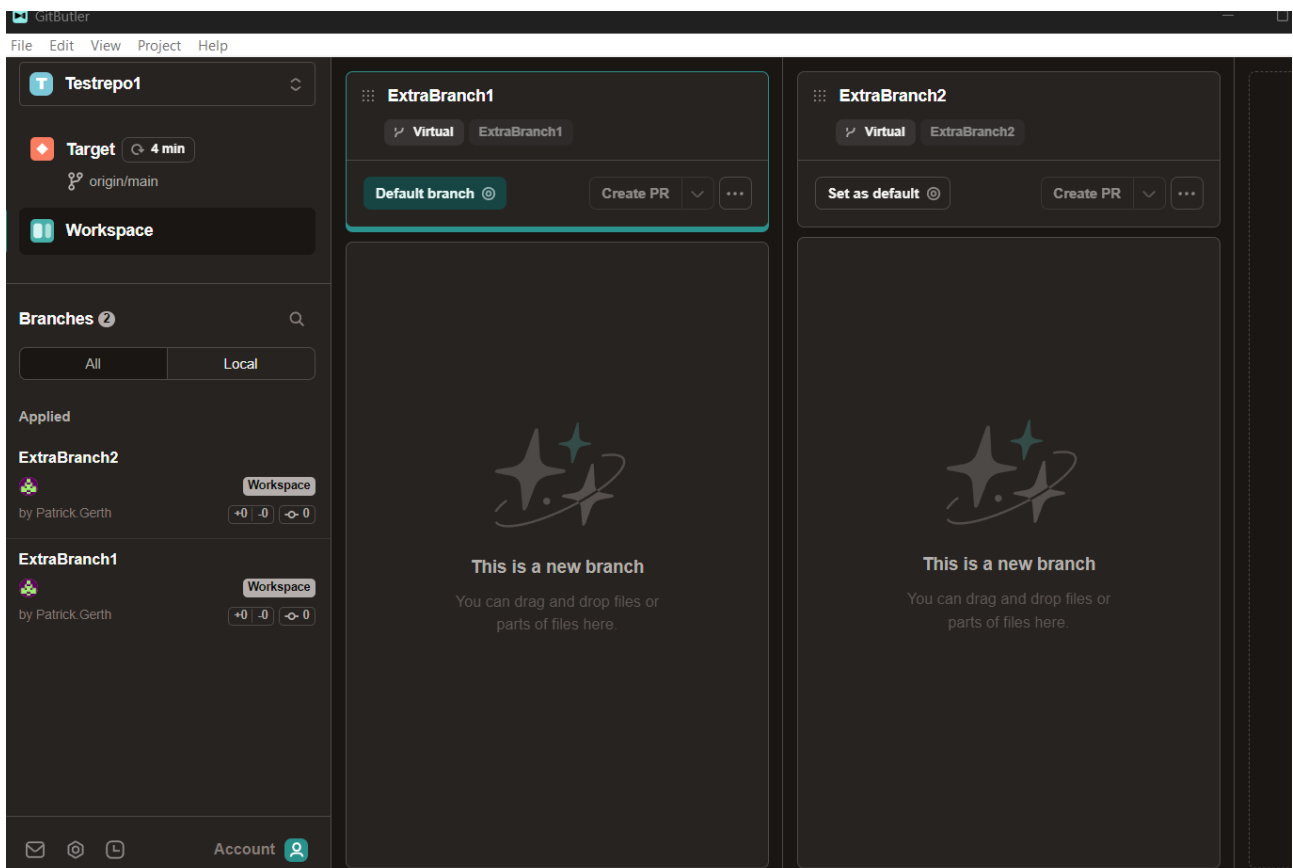 GitButler
File Edit View Project Help
T Testrepo1
Target 4 min
origin/main
Workspace
Branches 2
All Local
Applied
ExtraBranch2
Workspace
by Patrick.Gerth +0 -0 0
ExtraBranch1
Workspace
by Patrick.Gerth +0 -0 0
Account
ExtraBranch1
Virtual ExtraBranch1
Default branch Create PR
This is a new branch
You can drag and drop files or
parts of files here.
ExtraBranch2
Virtual ExtraBranch2
Set as default Create PR
This is a new branch
You can drag and drop files or
parts of files here.